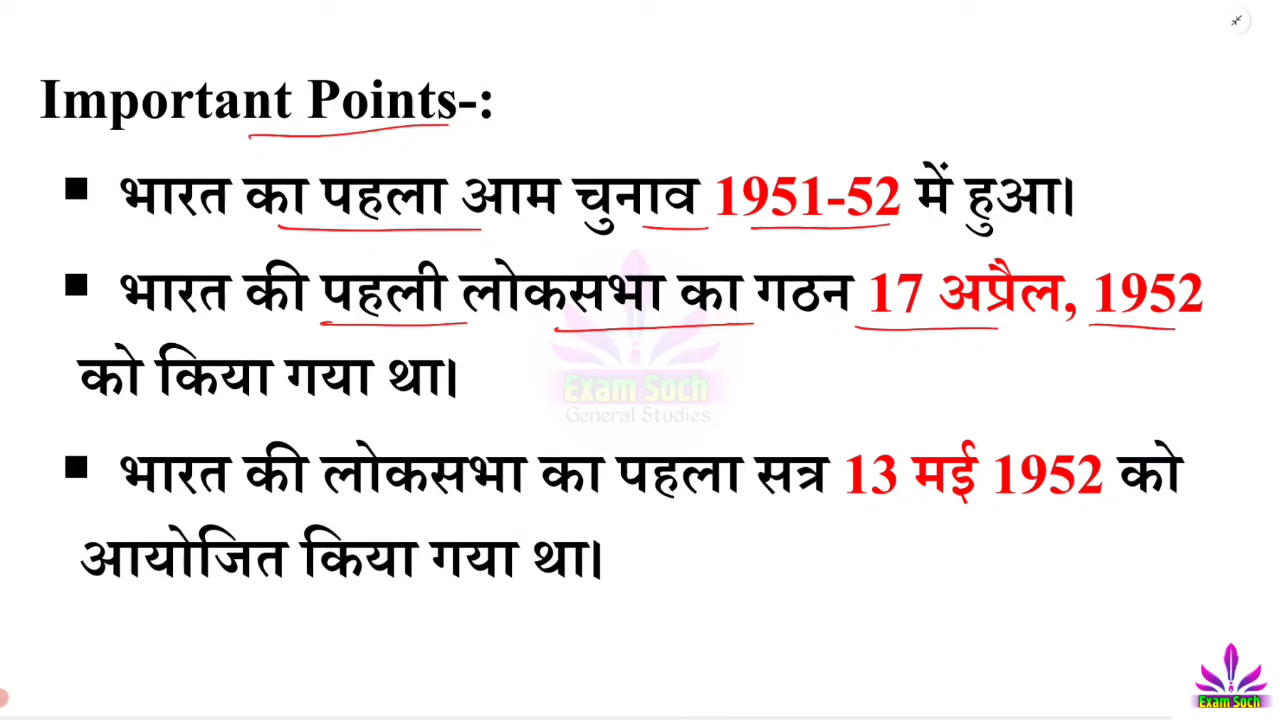 Important Points-:
▪ भारत का पहला आम चुनाव 1951-52 में हुआ।
▪ भारत की पहली लोकसभा का गठन 17 अप्रैल, 1952
को किया गया था।
Exam Soch
General Studies
▪ भारत की लोकसभा का पहला सत्र 13 मई 1952 को
आयोजित किया गया था।
Exam Soch